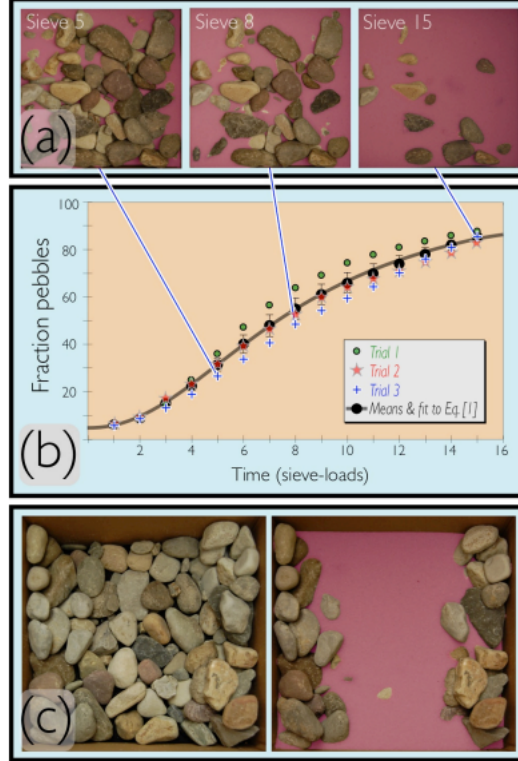 Sieve 5
Sieve 8
Sieve 15
(a)
100
80
60
40
20
Fraction pebbles
Trial 1
Trial 2
Trial 3
Means & fit to Eq.[1]
0 2 4 6 8 10 12 14 16
Time (sieve-loads)
(b)
(c)